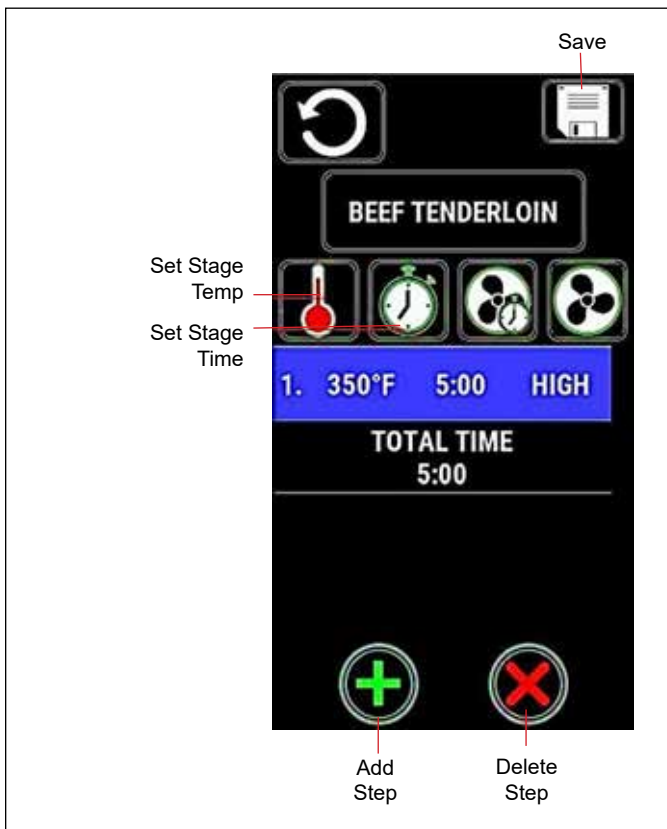 Save
BEEF TENDERLOIN
Set Stage
Temp
Set Stage
Time
1. 350°F 5:00 HIGH
TOTAL TIME
5:00
Add
Step
Delete
Step